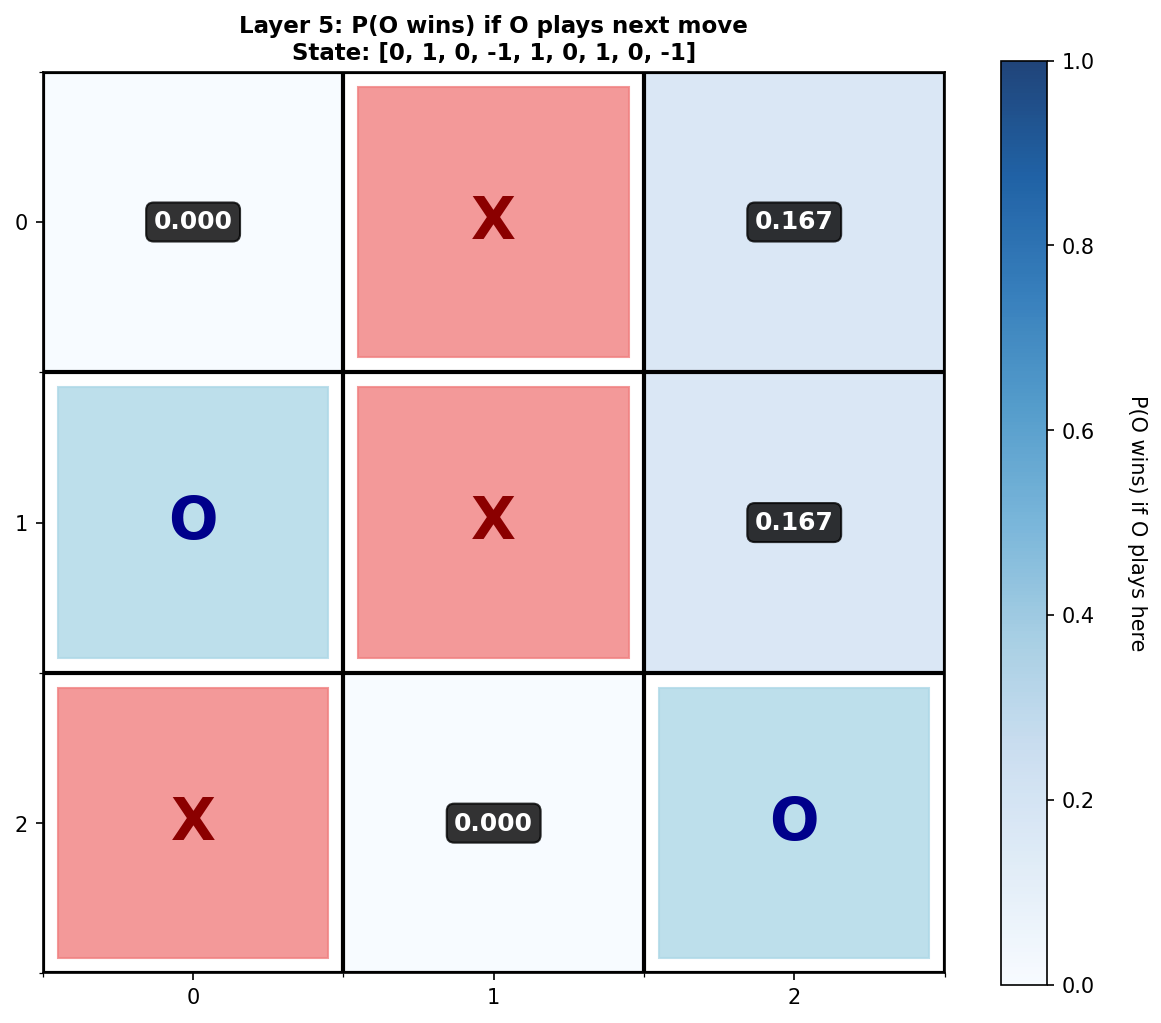 Layer 5: P(O wins) if O plays next move
State: [0, 1, 0, -1, 1, 0, 1, 0, -1]
0
0.000
X
0.167
1
O
X
0.167
2
X
0.000
O
0
1
2
1.0
0.8
0.6
0.4
0.2
0.0
P(O wins) if O plays here